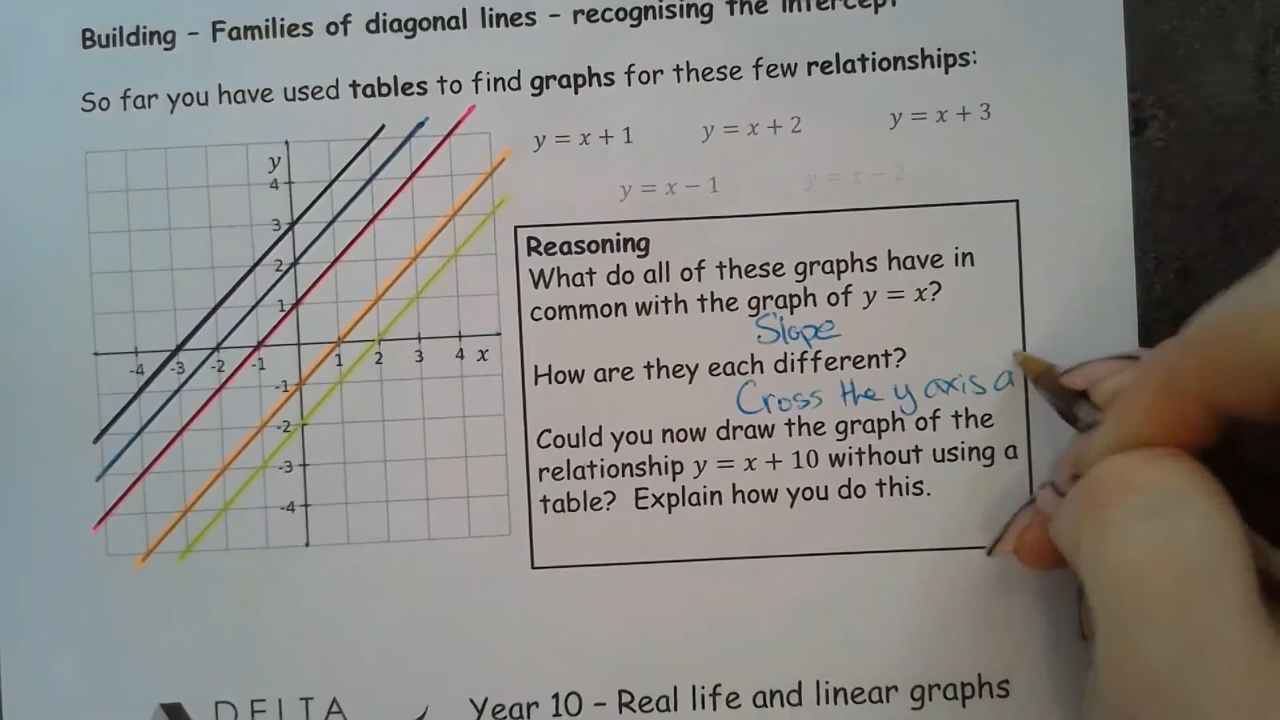 Building – Families of diagonal lines – recognising the intercept
So far you have used tables to find graphs for these few relationships:
y = x + 1 y = x + 2 y = x + 3
y = x − 1 y = x − 2
y
4
3
2
1
-4 -3 -2 -1 1 2 3 4 x
-1
-2
-3
-4
Reasoning
What do all of these graphs have in
common with the graph of y = x?
Slope
How are they each different?
Cross the y axis a
Could you now draw the graph of the
relationship y = x + 10 without using a
table? Explain how you do this.
DELTA
Year 10 – Real life and linear graphs